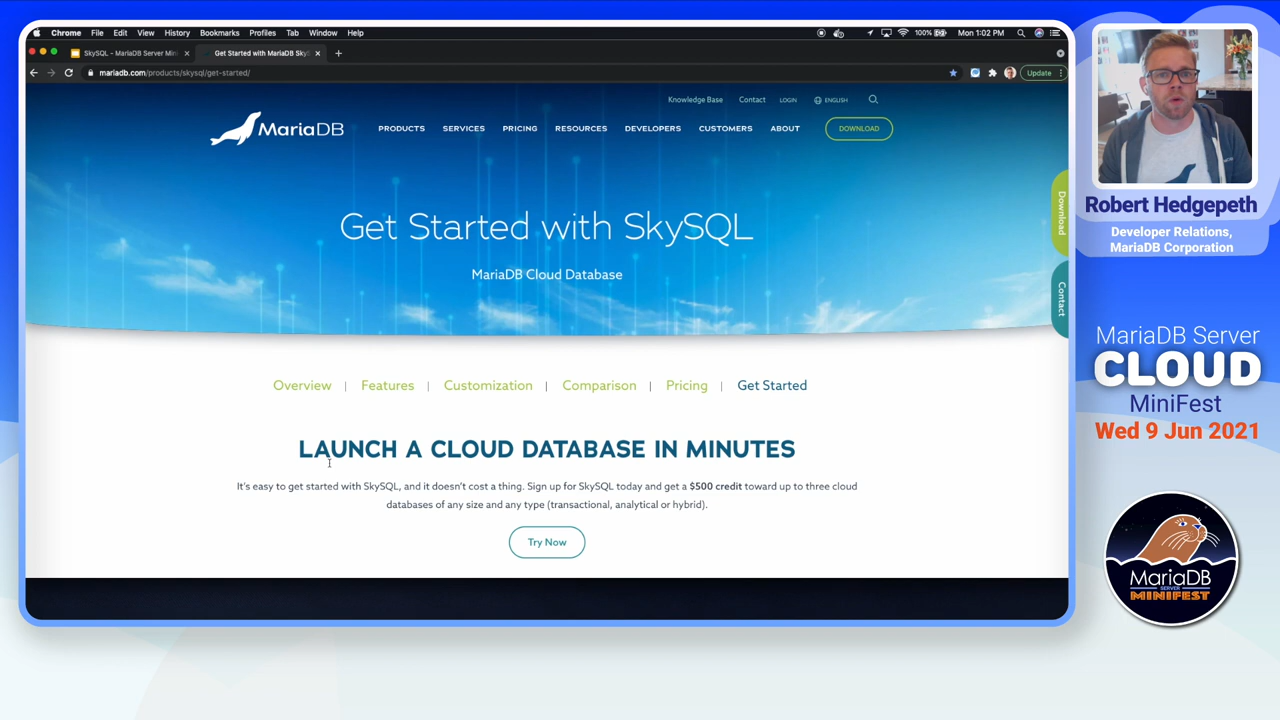 Chrome File Edit View History Bookmarks Profiles Tab Window Help 100% Mon 1:02 PM
SkySQL - MariaDB Server Min
Get Started with MariaDB SkyS
mariadb.com/products/skysql/get-started/
Update
Knowledge Base Contact LOGIN ENGLISH
MariaDB
PRODUCTS SERVICES PRICING RESOURCES DEVELOPERS CUSTOMERS ABOUT DOWNLOAD
Get Started with SkySQL
MariaDB Cloud Database
Download
Contact
Overview | Features | Customization | Comparison | Pricing | Get Started
LAUNCH A CLOUD DATABASE IN MINUTES
It's easy to get started with SkySQL, and it doesn't cost a thing. Sign up for SkySQL today and get a $500 credit toward up to three cloud
databases of any size and any type (transactional, analytical or hybrid).
Try Now
Robert Hedgepeth
Developer Relations,
MariaDB Corporation
MariaDB Server
CLOUD
MiniFest
Wed 9 Jun 2021
MariaDB
SERVER
MINIFEST